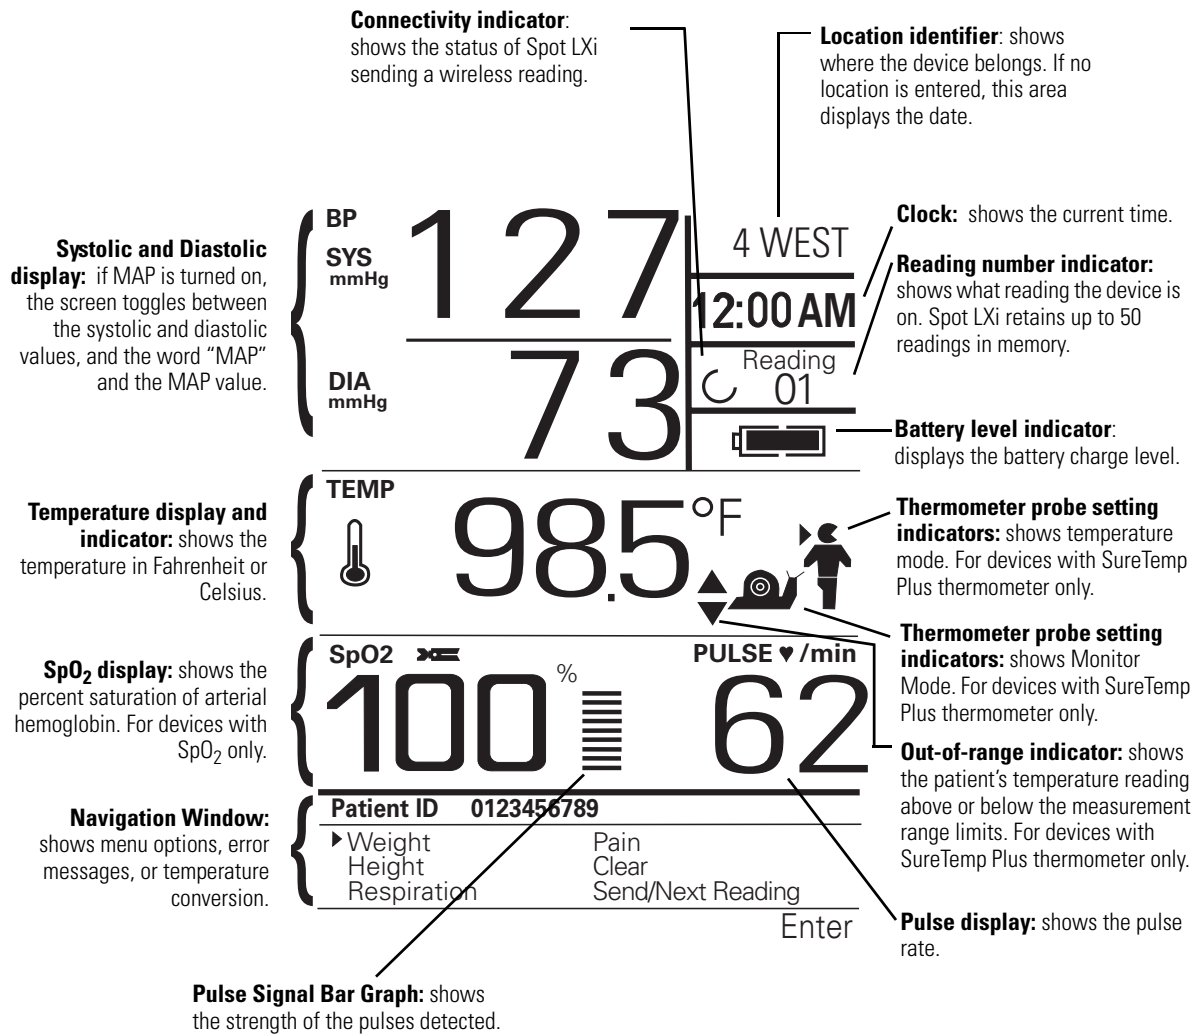 Connectivity indicator:
shows the status of Spot LXi
sending a wireless reading.
Location identifier: shows
where the device belongs. If no
location is entered, this area
displays the date.
Systolic and Diastolic
display: if MAP is turned on,
the screen toggles between
the systolic and diastolic
values, and the word “MAP”
and the MAP value.
BP
SYS
mmHg
127
DIA
mmHg
73
4 WEST
12:00 AM
Reading
01
Clock: shows the current time.
Reading number indicator:
shows what reading the device is
on. Spot LXi retains up to 50
readings in memory.
Battery level indicator:
displays the battery charge level.
Temperature display and
indicator: shows the
temperature in Fahrenheit or
Celsius.
TEMP
98.5°F
Thermometer probe setting
indicators: shows temperature
mode. For devices with SureTemp
Plus thermometer only.
Thermometer probe setting
indicators: shows Monitor
Mode. For devices with SureTemp
Plus thermometer only.
Out-of-range indicator: shows
the patient's temperature reading
above or below the measurement
range limits. For devices with
SureTemp Plus thermometer only.
SpO2 display: shows the
percent saturation of arterial
hemoglobin. For devices with
SpO2 only.
SpO2
100 %
PULSE ♥ /min
62
Navigation Window:
shows menu options, error
messages, or temperature
conversion.
Patient ID 0123456789
Weight Pain
Height Clear
Respiration Send/Next Reading
Enter
Pulse display: shows the pulse
rate.
Pulse Signal Bar Graph: shows
the strength of the pulses detected.